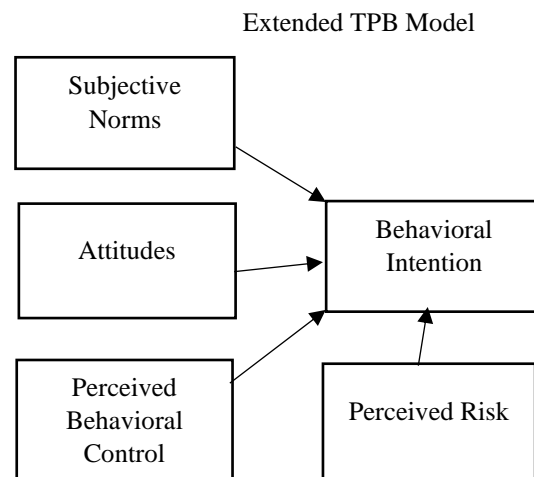 Extended TPB Model
Subjective
Norms
Attitudes
Behavioral
Intention
Perceived
Behavioral
Control
Perceived Risk